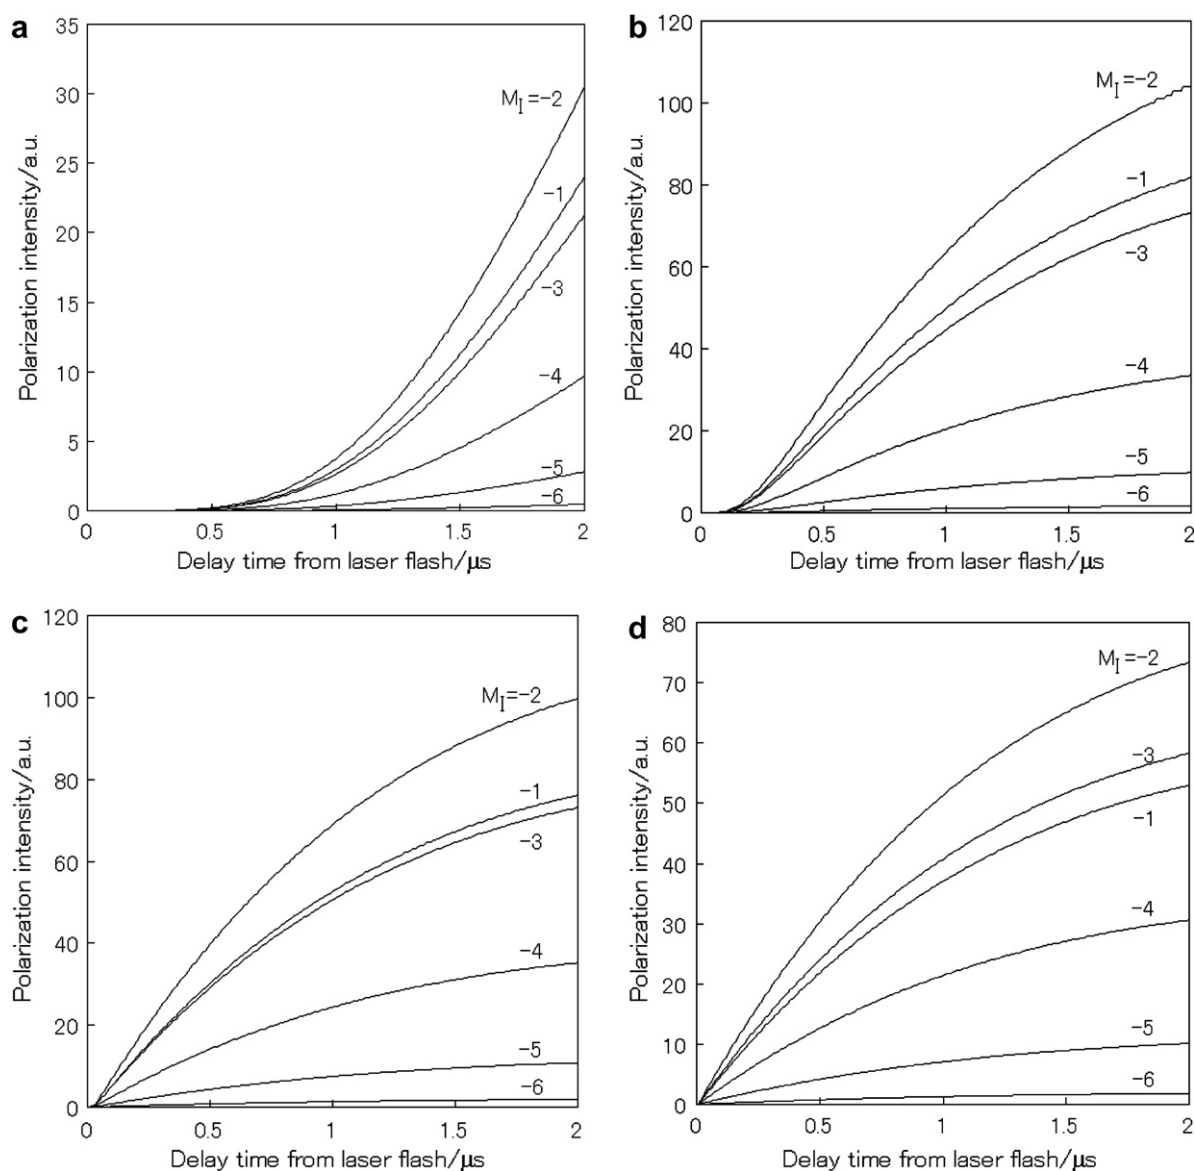 a
Polarization intensity/a.u.
35
30
25
20
15
10
5
0
M_I=-2
-1
-3
-4
-5
-6
0 0.5 1 1.5 2
Delay time from laser flash/μs
b
Polarization intensity/a.u.
120
100
80
60
40
20
0
M_I=-2
-1
-3
-4
-5
-6
0 0.5 1 1.5 2
Delay time from laser flash/μs
c
Polarization intensity/a.u.
120
100
80
60
40
20
0
M_I=-2
-1
-3
-4
-5
-6
0 0.5 1 1.5 2
Delay time from laser flash/μs
d
Polarization intensity/a.u.
80
70
60
50
40
30
20
10
0
M_I=-2
-3
-1
-4
-5
-6
0 0.5 1 1.5 2
Delay time from laser flash/μs